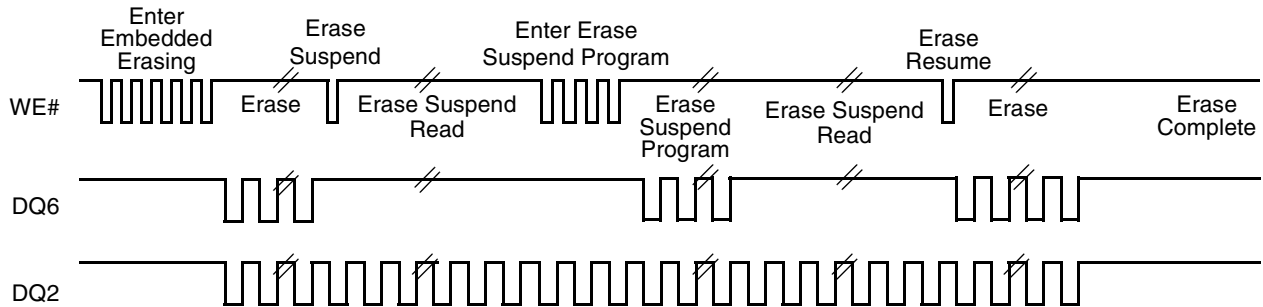 Enter
Embedded
Erasing
Erase
Suspend
Enter Erase
Suspend Program
Erase
Resume
WE#
Erase
Erase Suspend
Read
Erase
Suspend
Program
Erase Suspend
Read
Erase
Erase
Complete
DQ6
DQ2